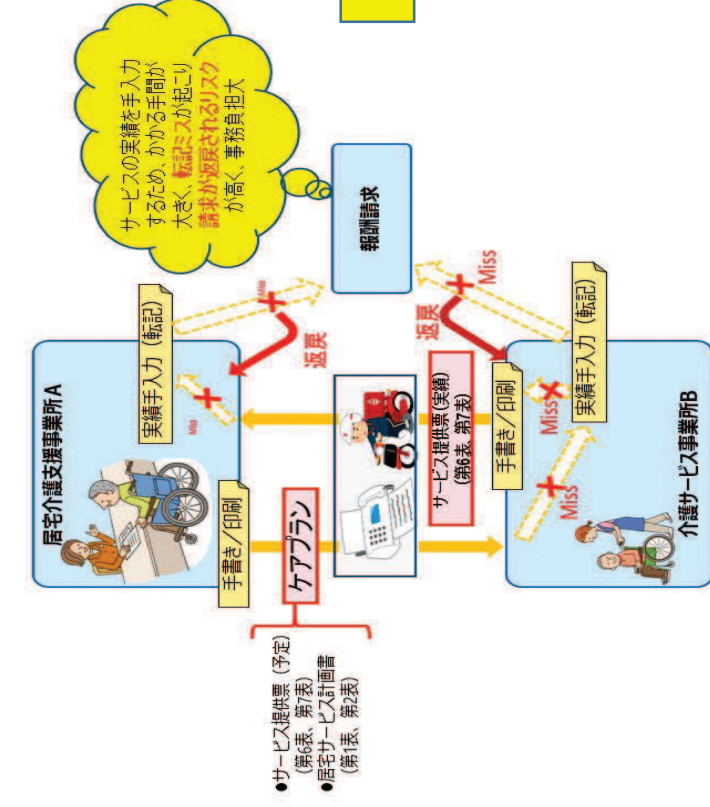 サービスの実績を手入力
するため、かかる手間が
大きく、転記ミスが起こり
請求が返戻されるリスク
が高く、事務負担大
居宅介護支援事業所A
実績手入力（転記）
Miss
Miss
返戻
報酬請求
手書き／印刷
ケアプラン
●サービス提供票（予定）
（第6表、第7表）
●居宅サービス計画書
（第1表、第2表）
サービス提供票（実績）
（第6表、第7表）
返戻
Miss
手書き／印刷
Miss
Miss
実績手入力（転記）
介護サービス事業所B